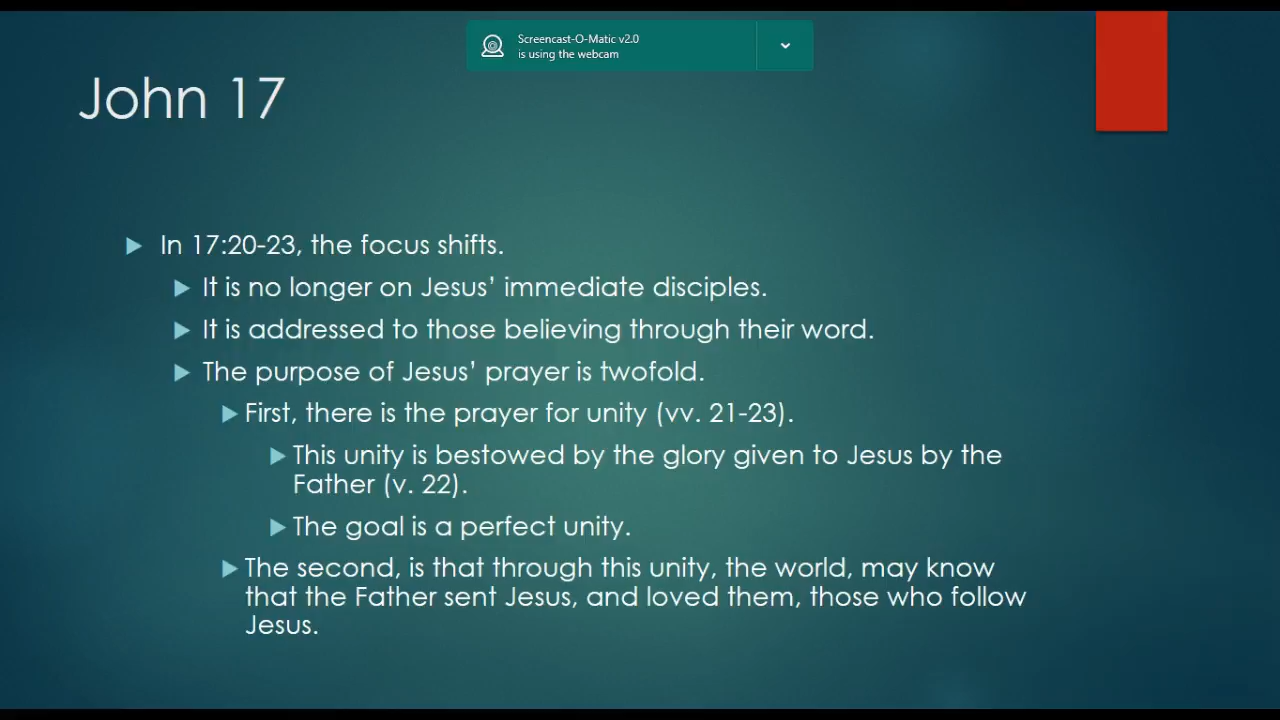 Screencast-O-Matic v2.0
is using the webcam
John 17
In 17:20-23, the focus shifts.
It is no longer on Jesus’ immediate disciples.
It is addressed to those believing through their word.
The purpose of Jesus’ prayer is twofold.
First, there is the prayer for unity (vv. 21-23).
This unity is bestowed by the glory given to Jesus by the
Father (v. 22).
The goal is a perfect unity.
The second, is that through this unity, the world, may know
that the Father sent Jesus, and loved them, those who follow
Jesus.